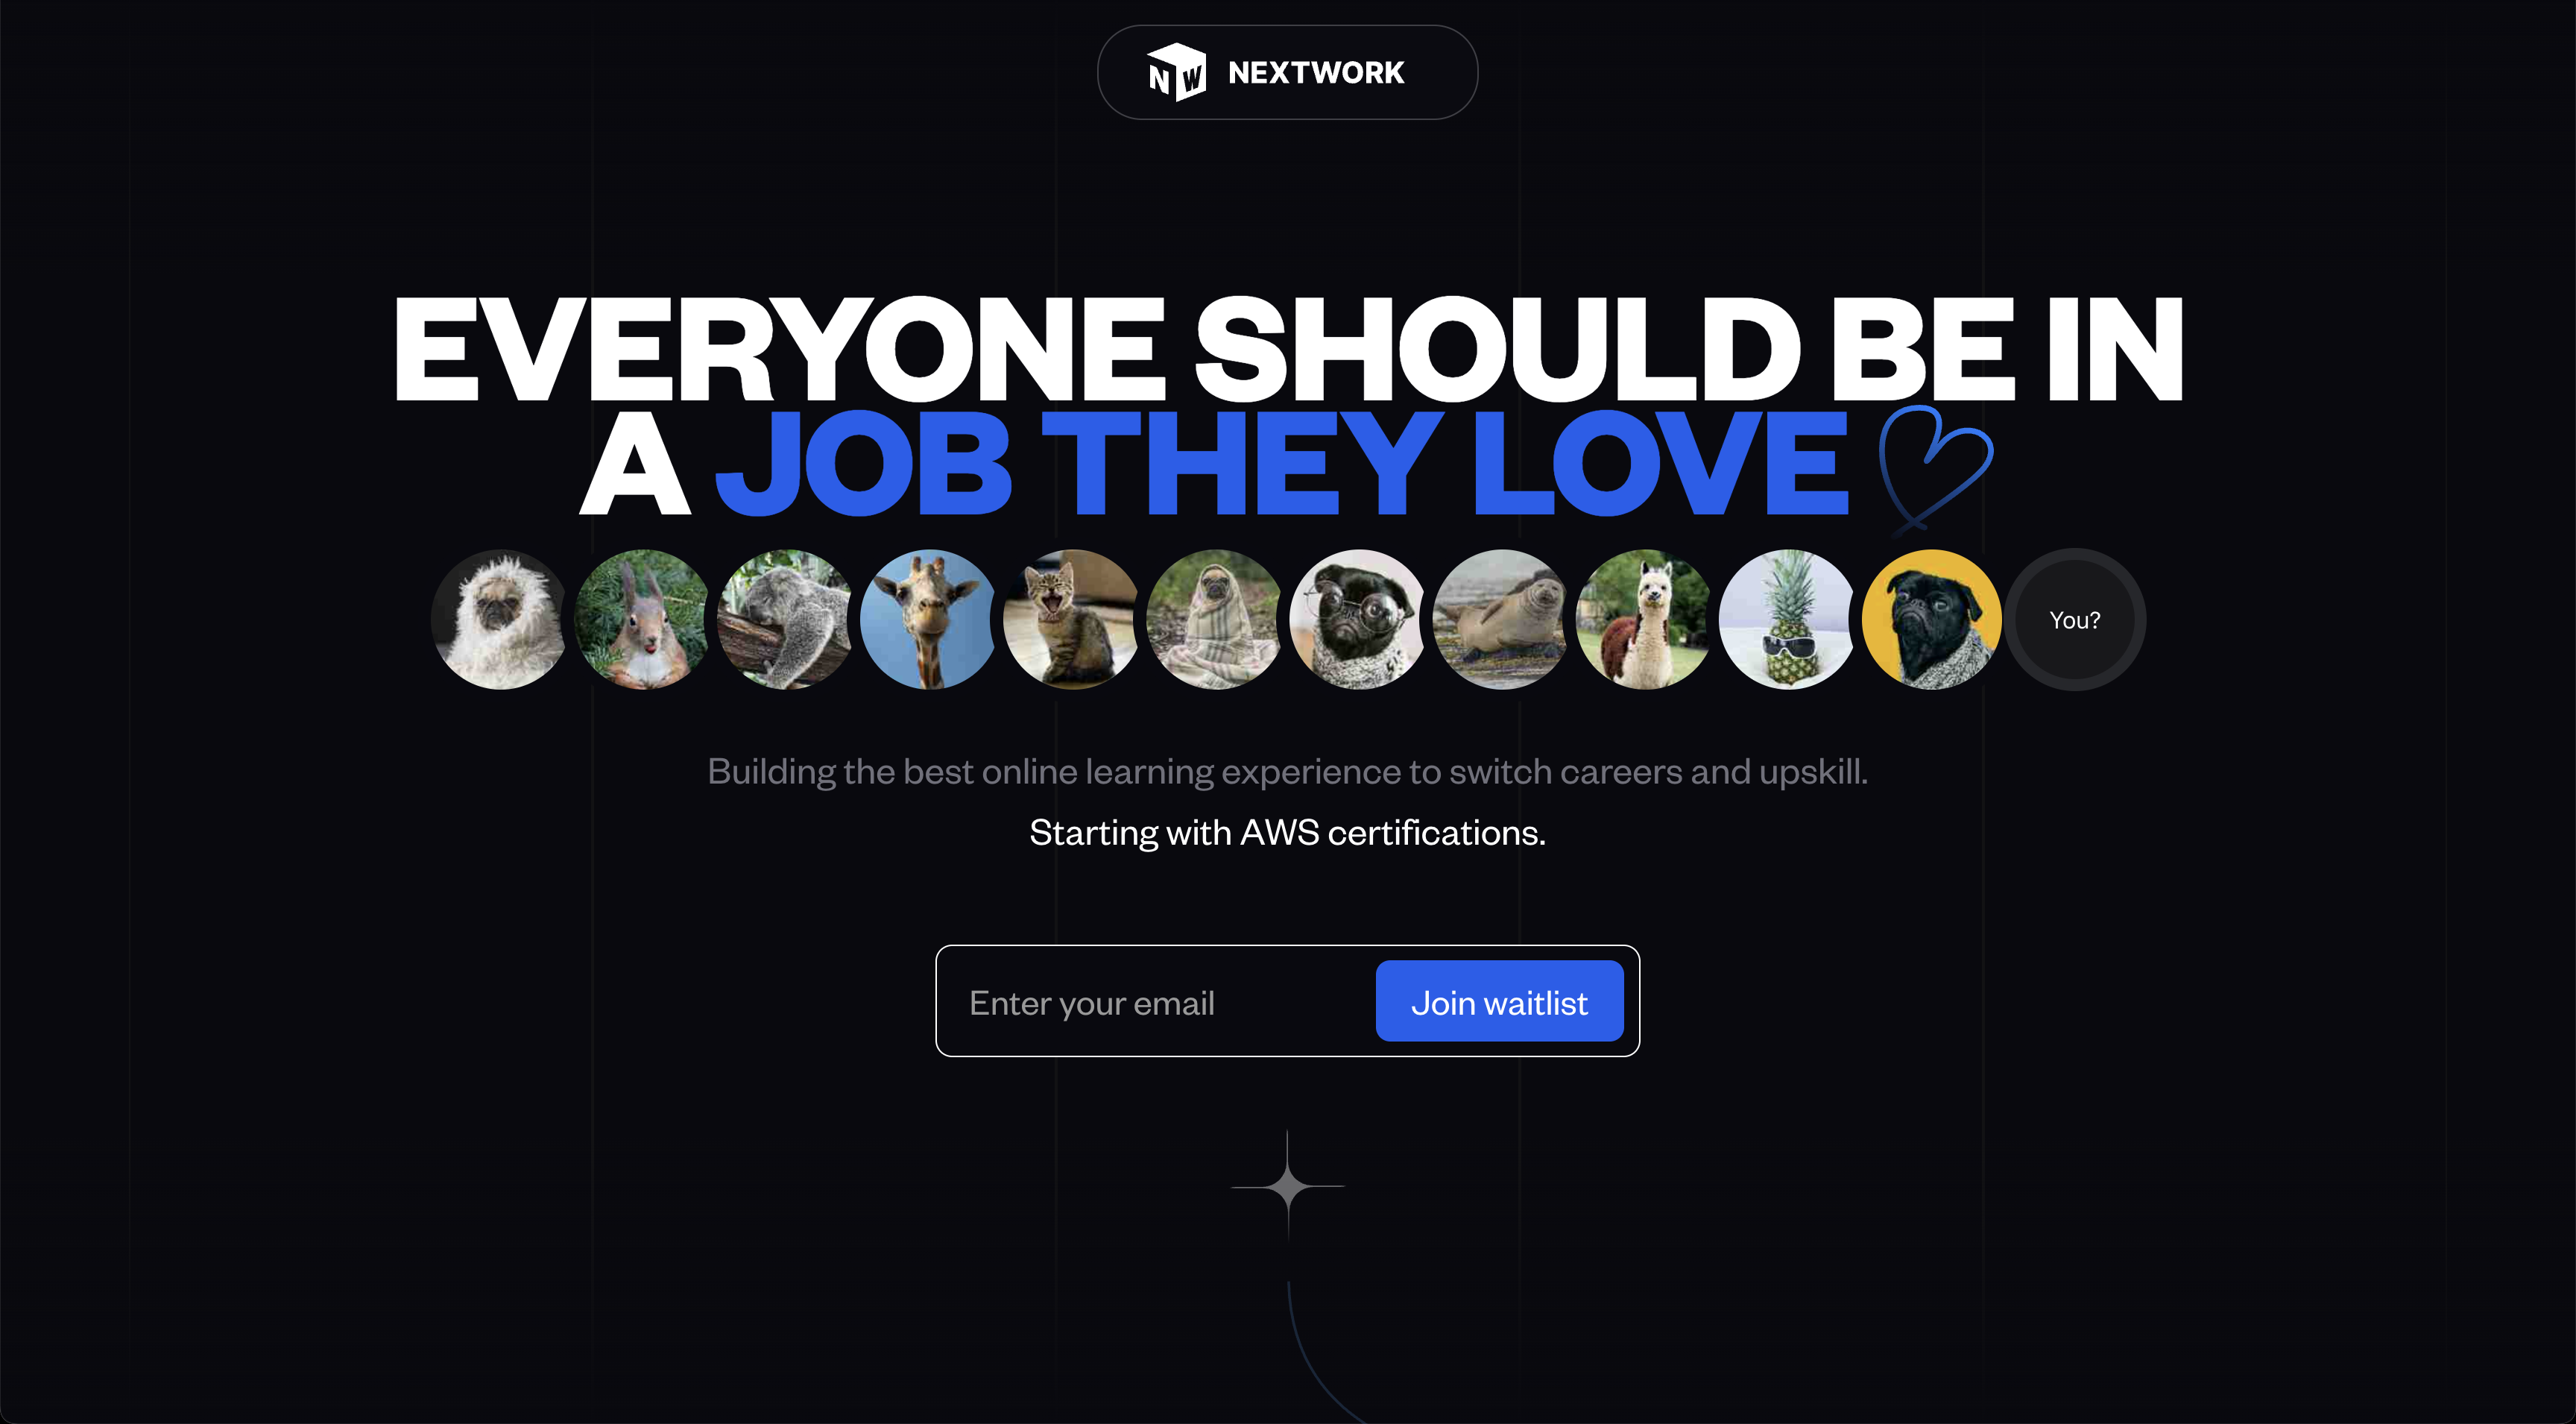 NW NEXTWORK
EVERYONE SHOULD BE IN
A JOB THEY LOVE
You?
Building the best online learning experience to switch careers and upskill.
Starting with AWS certifications.
Enter your email
Join waitlist